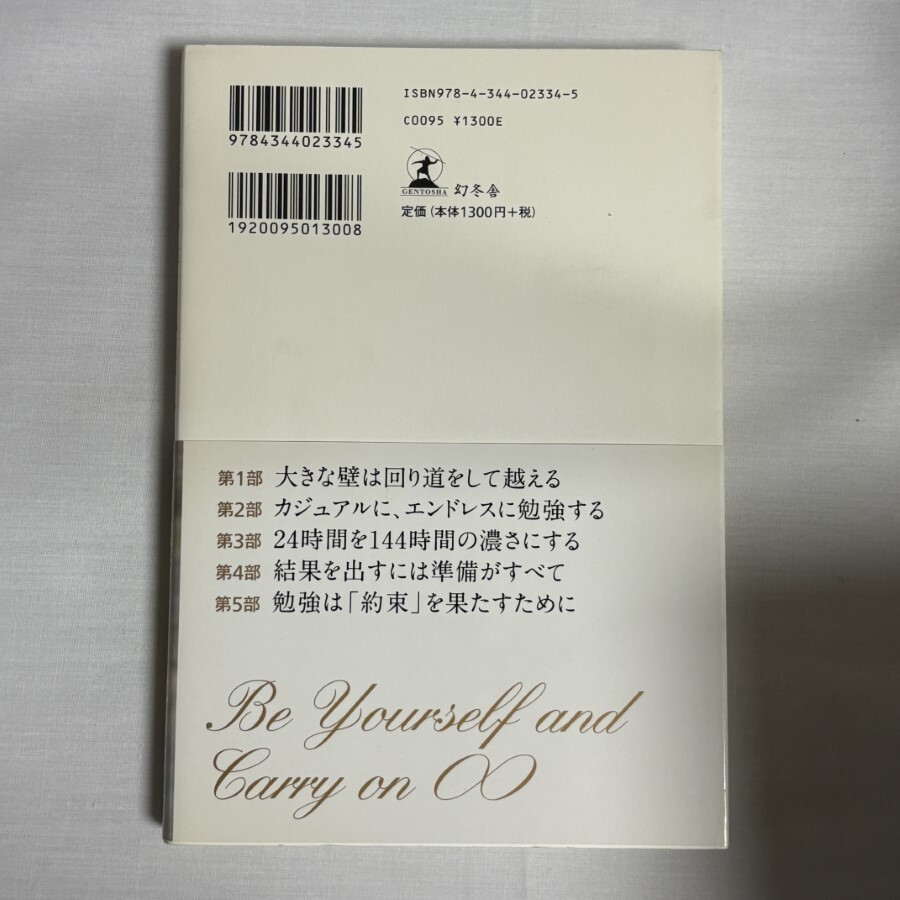 ISBN978-4-344-02334-5
C0095 ¥1300E
9784344023345
GENTOSHA 幻冬舎
定価（本体1300円+税）
1920095013008
第1部 大きな壁は回り道をして越える
第2部 カジュアルに、エンドレスに勉強する
第3部 24時間を144時間の濃さにする
第4部 結果を出すには準備がすべて
第5部 勉強は「約束」を果たすために
Be Yourself and
Carry on ∞